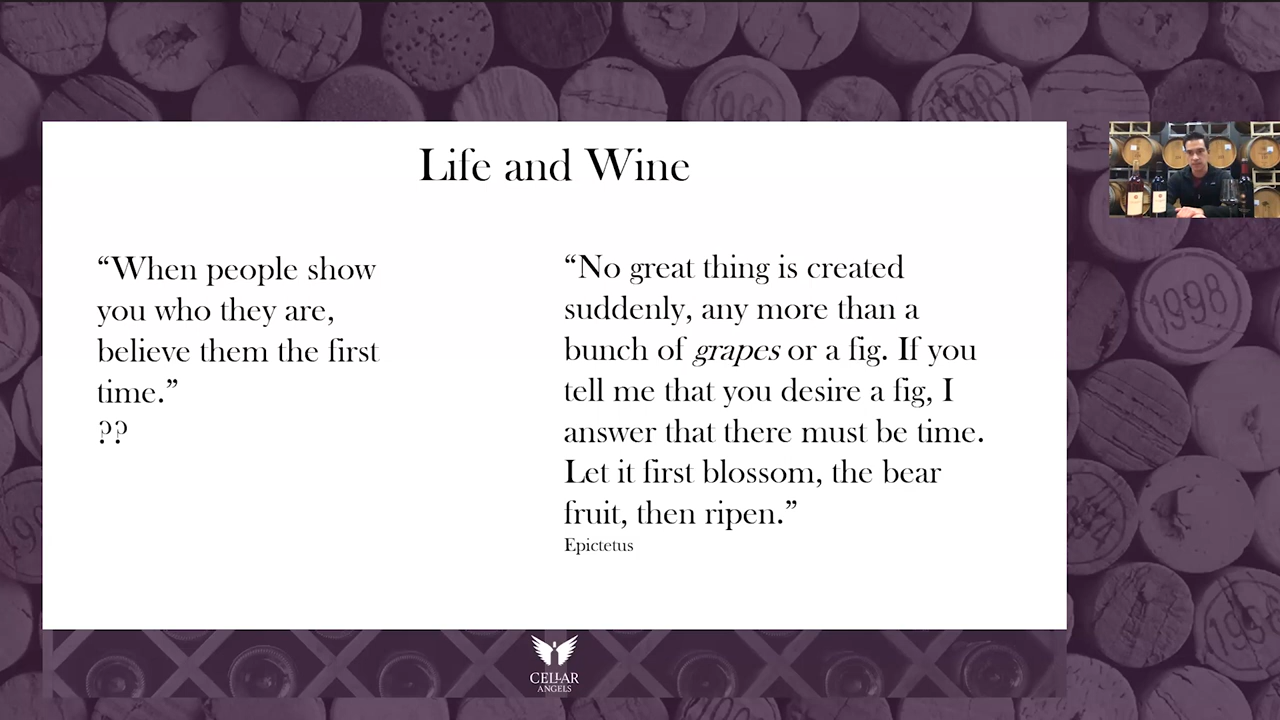 Life and Wine
“When people show
you who they are,
believe them the first
time.”
??
“No great thing is created
suddenly, any more than a
bunch of grapes or a fig. If you
tell me that you desire a fig, I
answer that there must be time.
Let it first blossom, the bear
fruit, then ripen.”
Epictetus
CELLAR
ANGELS
1998